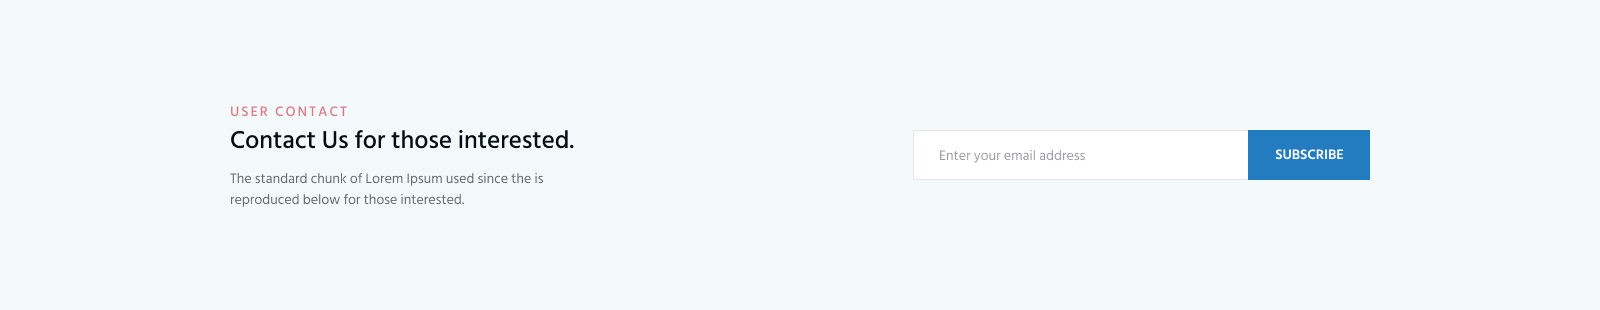 USER CONTACT
Contact Us for those interested.
The standard chunk of Lorem Ipsum used since the is
reproduced below for those interested.
Enter your email address
SUBSCRIBE